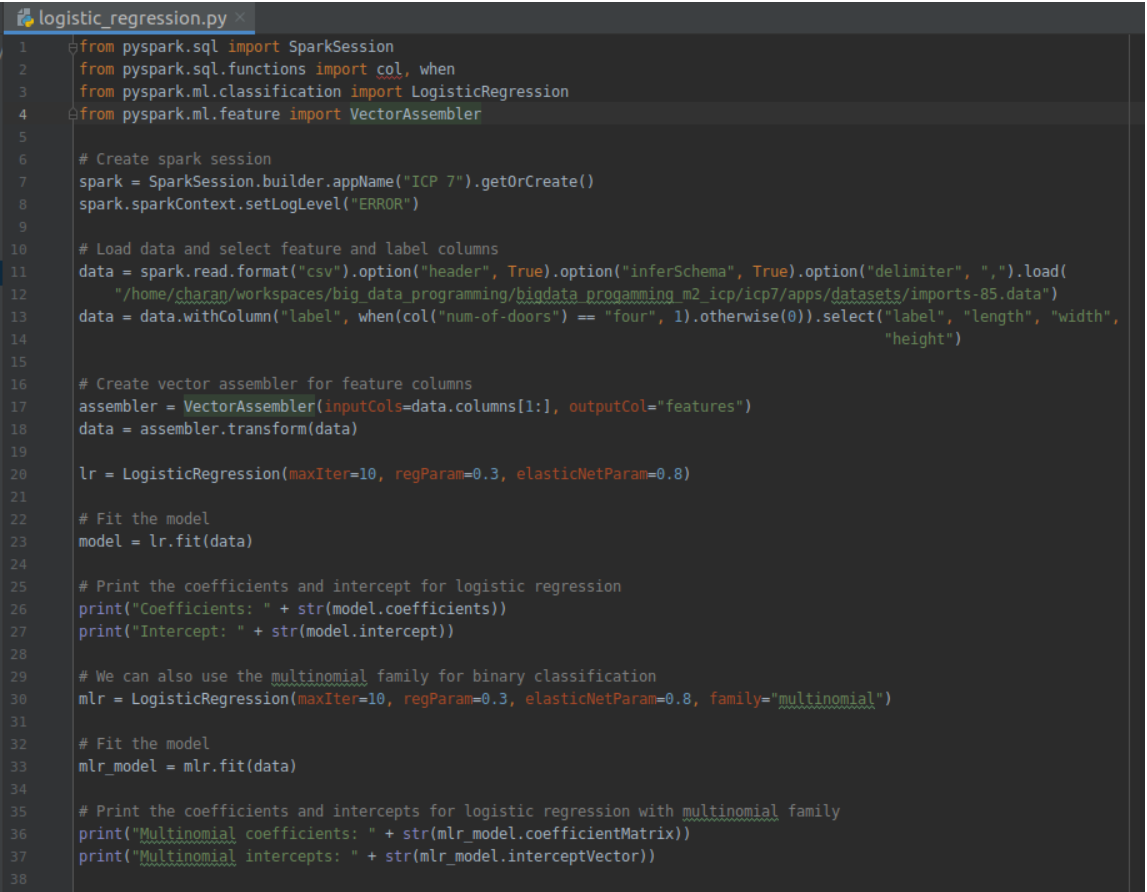 logistic_regression.py ×
1 from pyspark.sql import SparkSession
2 from pyspark.sql.functions import col, when
3 from pyspark.ml.classification import LogisticRegression
4 from pyspark.ml.feature import VectorAssembler
5
6 # Create spark session
7 spark = SparkSession.builder.appName("ICP 7").getOrCreate()
8 spark.sparkContext.setLogLevel("ERROR")
9
10 # Load data and select feature and label columns
11 data = spark.read.format("csv").option("header", True).option("inferSchema", True).option("delimiter", ",").load(
12     "/home/charan/workspaces/big_data_programming/bigdata_progamming_m2_icp/icp7/apps/datasets/imports-85.data")
13 data = data.withColumn("label", when(col("num-of-doors") == "four", 1).otherwise(0)).select("label", "length", "width",
14                                                                                             "height")
15
16 # Create vector assembler for feature columns
17 assembler = VectorAssembler(inputCols=data.columns[1:], outputCol="features")
18 data = assembler.transform(data)
19
20 lr = LogisticRegression(maxIter=10, regParam=0.3, elasticNetParam=0.8)
21
22 # Fit the model
23 model = lr.fit(data)
24
25 # Print the coefficients and intercept for logistic regression
26 print("Coefficients: " + str(model.coefficients))
27 print("Intercept: " + str(model.intercept))
28
29 # We can also use the multinomial family for binary classification
30 mlr = LogisticRegression(maxIter=10, regParam=0.3, elasticNetParam=0.8, family="multinomial")
31
32 # Fit the model
33 mlr_model = mlr.fit(data)
34
35 # Print the coefficients and intercepts for logistic regression with multinomial family
36 print("Multinomial coefficients: " + str(mlr_model.coefficientMatrix))
37 print("Multinomial intercepts: " + str(mlr_model.interceptVector))
38